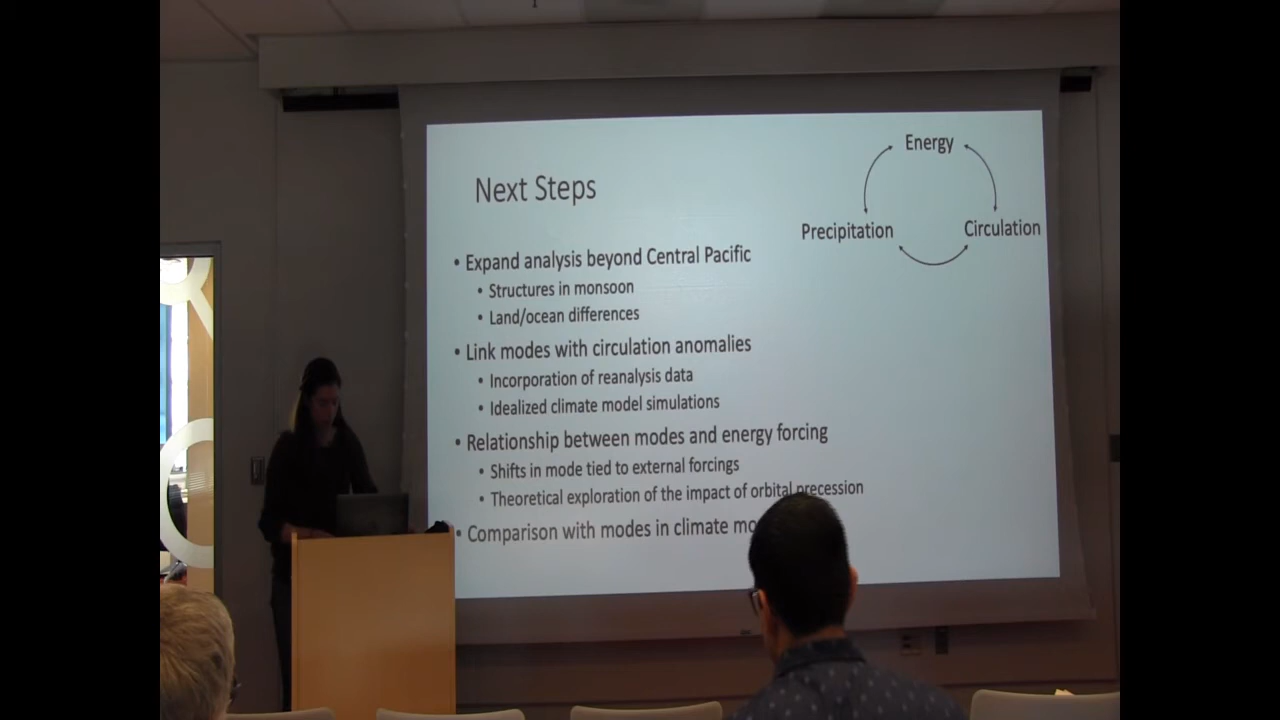 Energy
Next Steps
Precipitation
Circulation
• Expand analysis beyond Central Pacific
• Structures in monsoon
• Land/ocean differences
• Link modes with circulation anomalies
• Incorporation of reanalysis data
• Idealized climate model simulations
• Relationship between modes and energy forcing
• Shifts in mode tied to external forcings
• Theoretical exploration of the impact of orbital precession
• Comparison with modes in climate